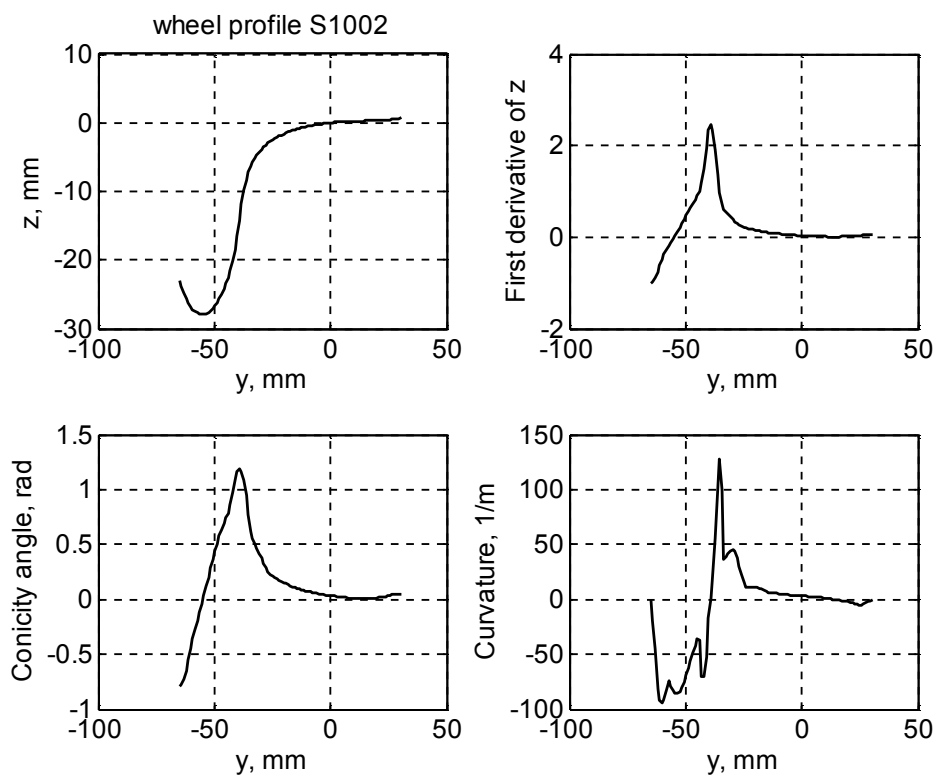 wheel profile S1002
10
0
-10
-20
-30
z, mm
-100 -50 0 50
y, mm
4
2
0
-2
First derivative of z
-100 -50 0 50
y, mm
1.5
1
0.5
0
-0.5
-1
Conicity angle, rad
-100 -50 0 50
y, mm
150
100
50
0
-50
-100
Curvature, 1/m
-100 -50 0 50
y, mm